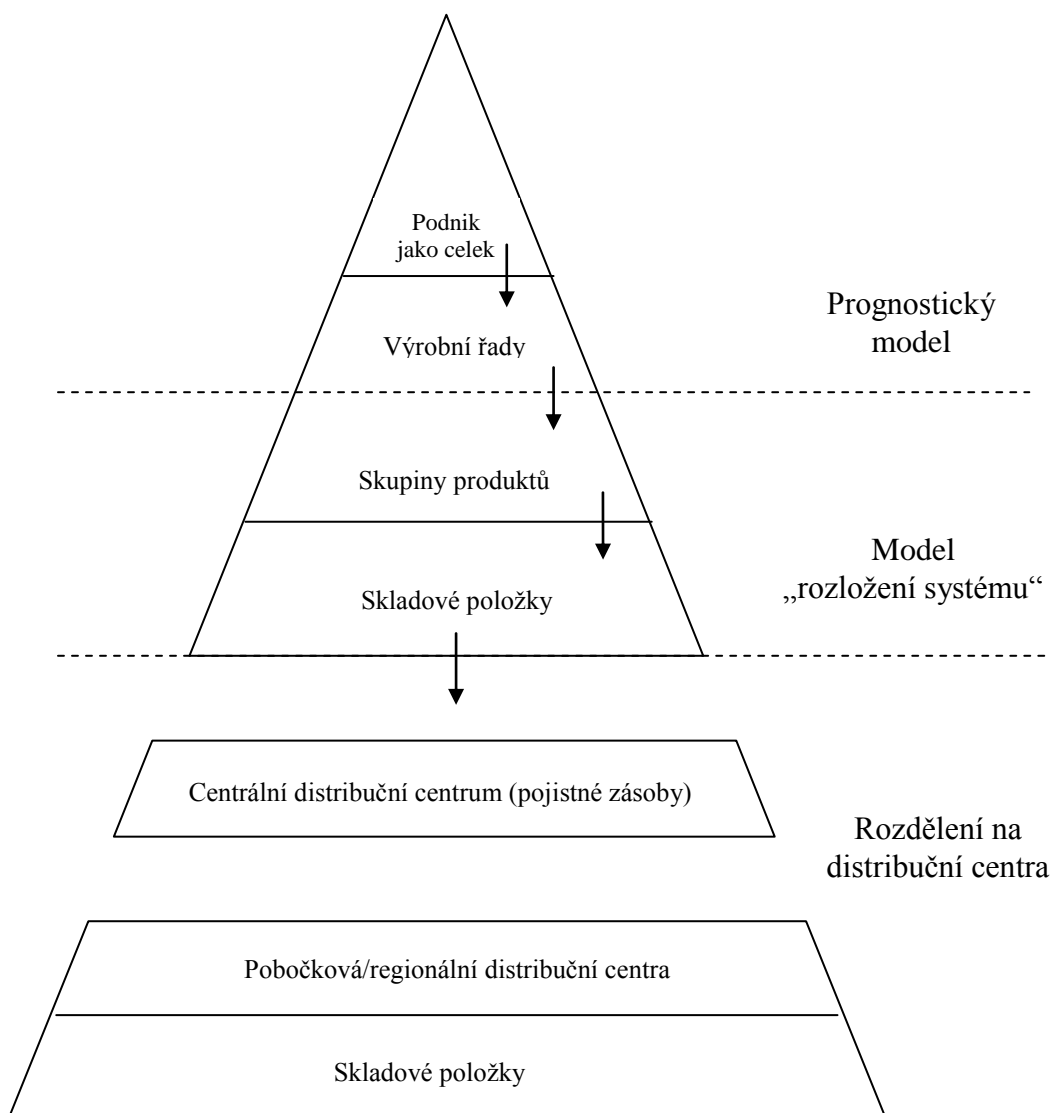 Podnik
jako celek
Prognostický
model
Výrobní řady
Skupiny produktů
Model
„rozložení systému“
Skladové položky
Centrální distribuční centrum (pojistné zásoby)
Rozdělení na
distribuční centra
Pobočková/regionální distribuční centra
Skladové položky